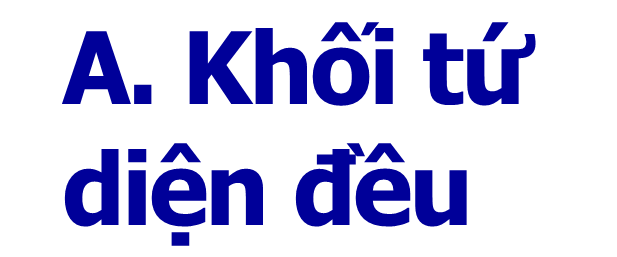 A. Khối tứ
diện đều